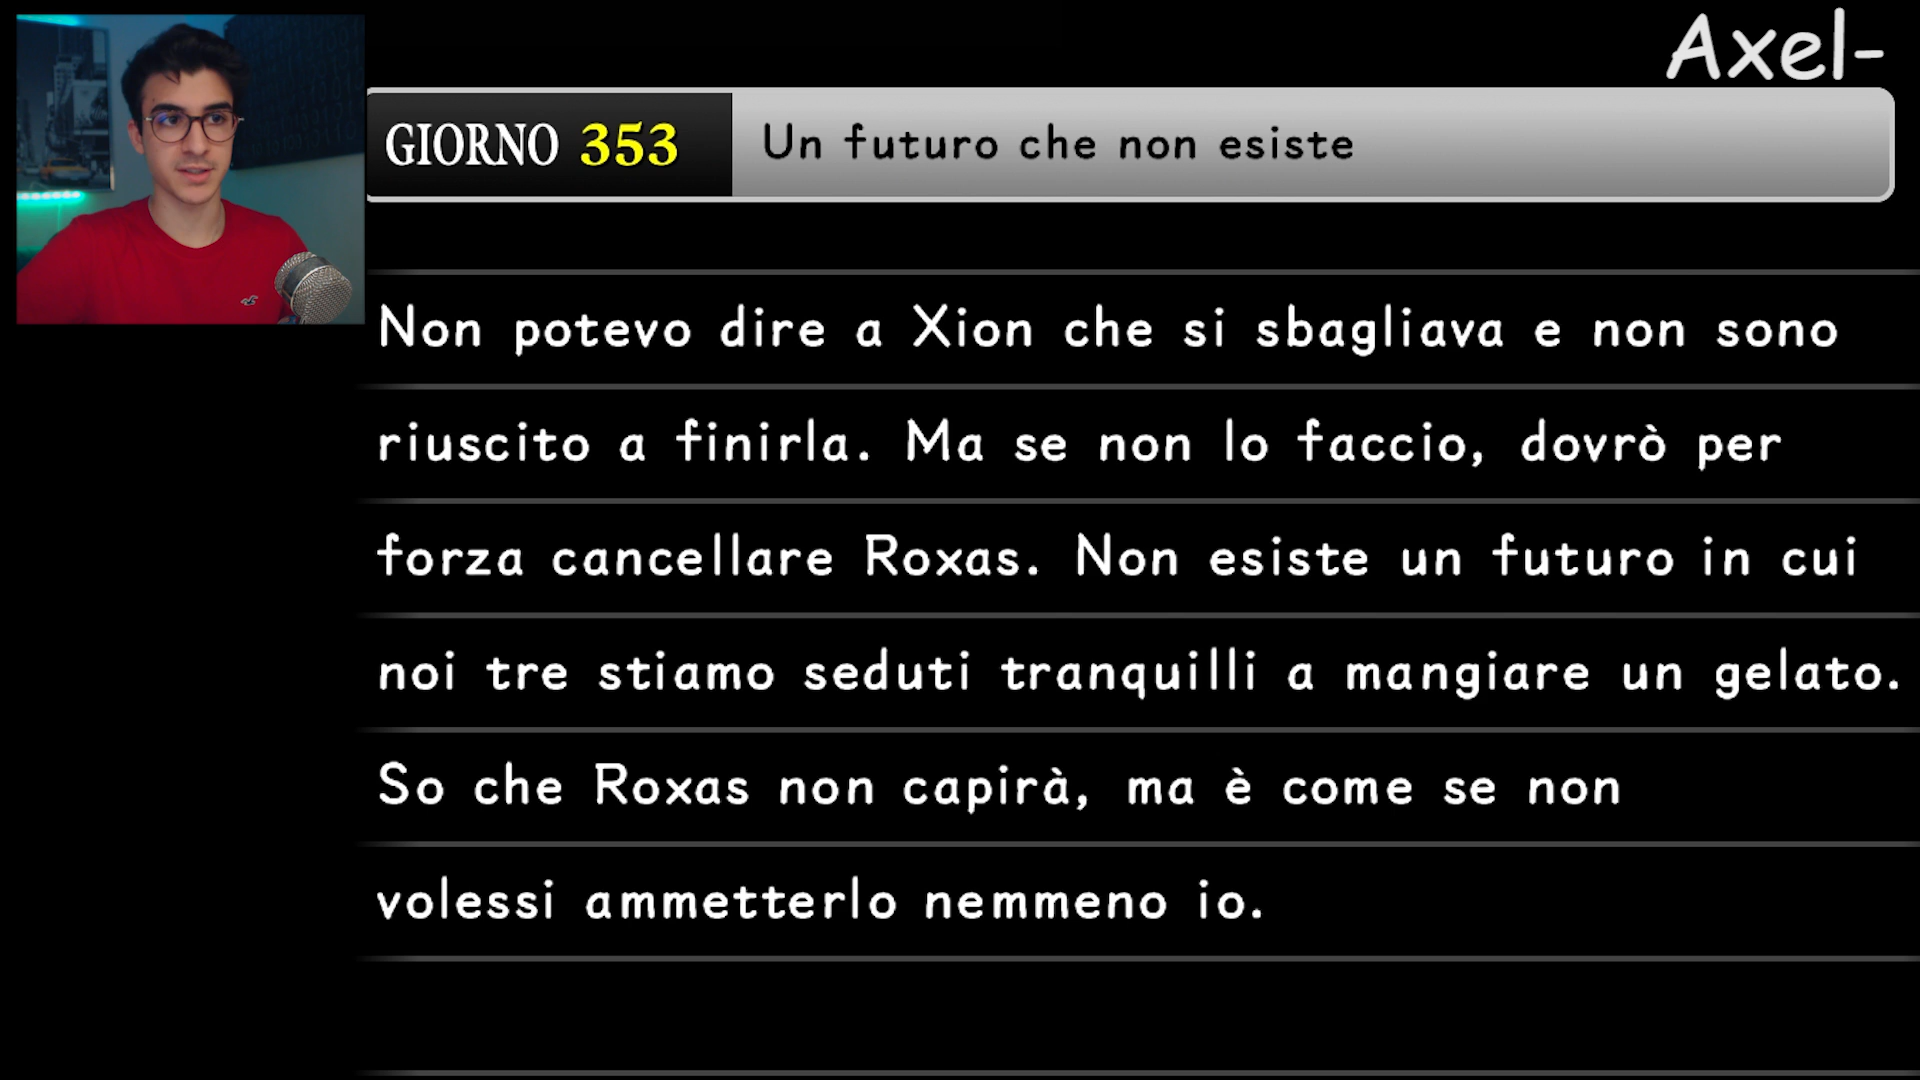 Axel-
GIORNO 353 Un futuro che non esiste
Non potevo dire a Xion che si sbagliava e non sono
riuscito a finirla. Ma se non lo faccio, dovrò per
forza cancellare Roxas. Non esiste un futuro in cui
noi tre stiamo seduti tranquilli a mangiare un gelato.
So che Roxas non capirà, ma è come se non
volessi ammetterlo nemmeno io.